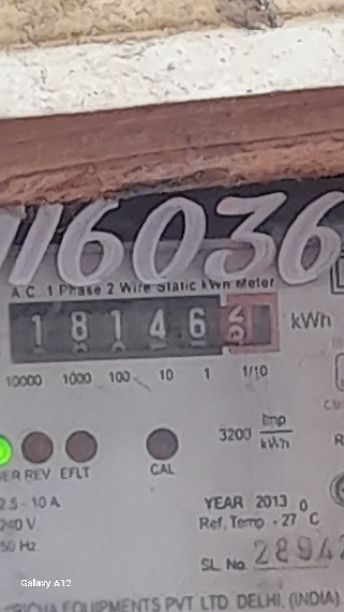 116036
A.C. 1 Phase 2 Wire Static kWh Meter
18146
kWh
10000 1000 100 10 1 1/10
3200 Imp
kWh
REV EFLT CAL
2.5 - 10 A
240 V.
50 Hz
YEAR 2013
Ref. Temp - 27 °C
SL. No. 2894
EQUIPMENTS PVT. LTD. DELHI. (INDIA)
Galaxy A12